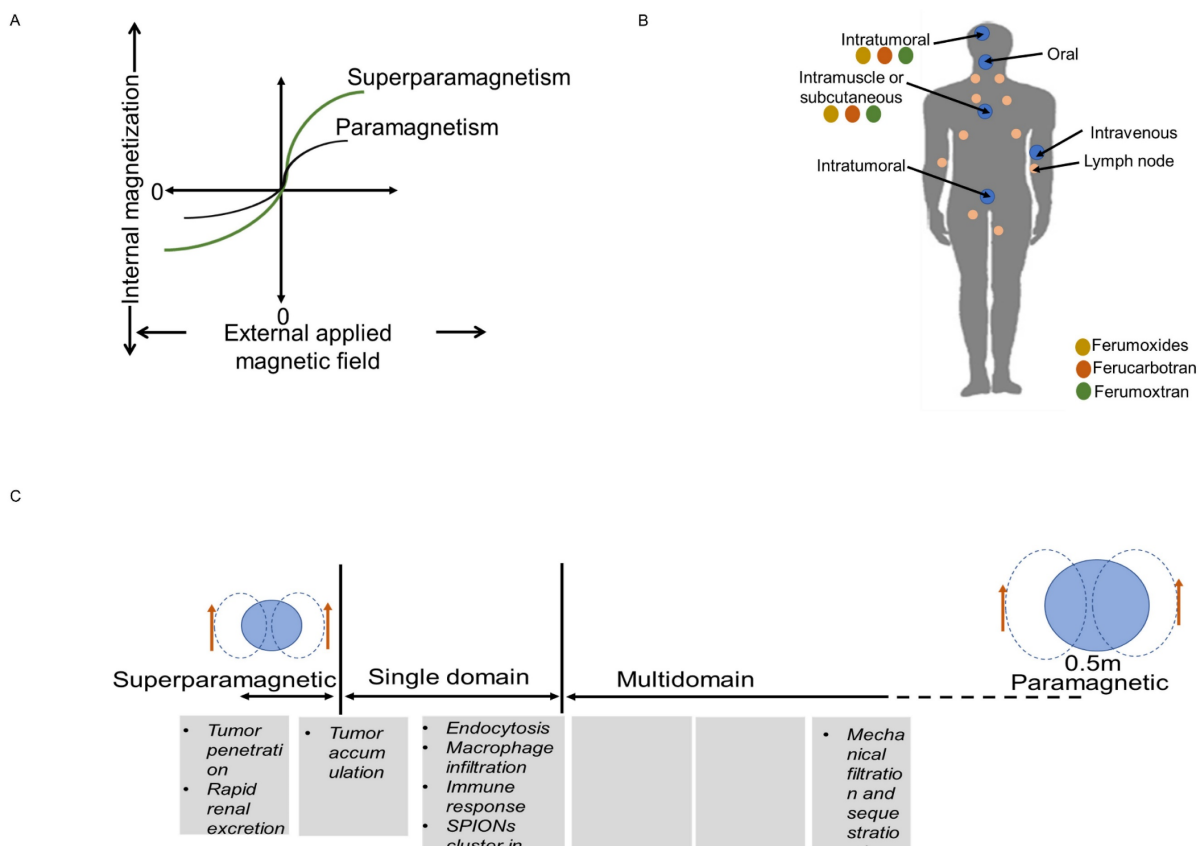 A
Internal magnetization
Superparamagnetism
Paramagnetism
0
0
External applied
magnetic field
B
Intratumoral
Oral
Intramuscle or
subcutaneous
Intravenous
Lymph node
Intratumoral
Ferumoxides
Ferucarbotran
Ferumoxtran
C
Superparamagnetic
Single domain
Multidomain
0.5m
Paramagnetic
• Tumor
penetrati
on
• Rapid
renal
excretion
• Tumor
accum
ulation
• Endocytosis
• Macrophage
infiltration
• Immune
response
• SPIONs
cluster in
• Mecha
nical
filtratio
n and
seque
stratio